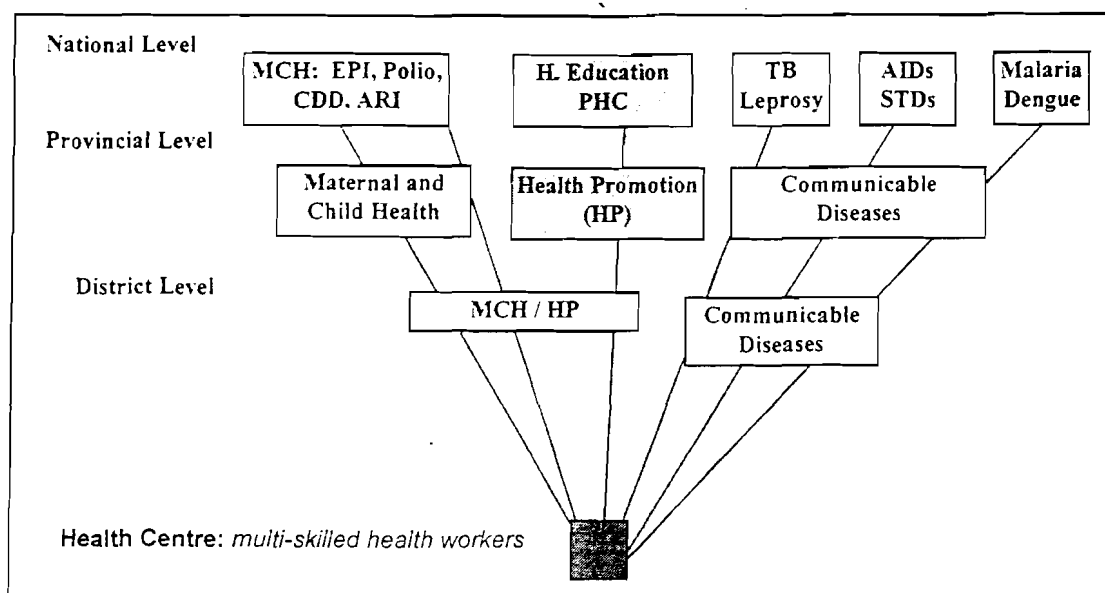 National Level
MCH: EPI, Polio,
CDD. ARI
H. Education
PHC
TB
Leprosy
AIDs
STDs
Malaria
Dengue
Provincial Level
Maternal and
Child Health
Health Promotion
(HP)
Communicable
Diseases
District Level
MCH / HP
Communicable
Diseases
Health Centre: multi-skilled health workers